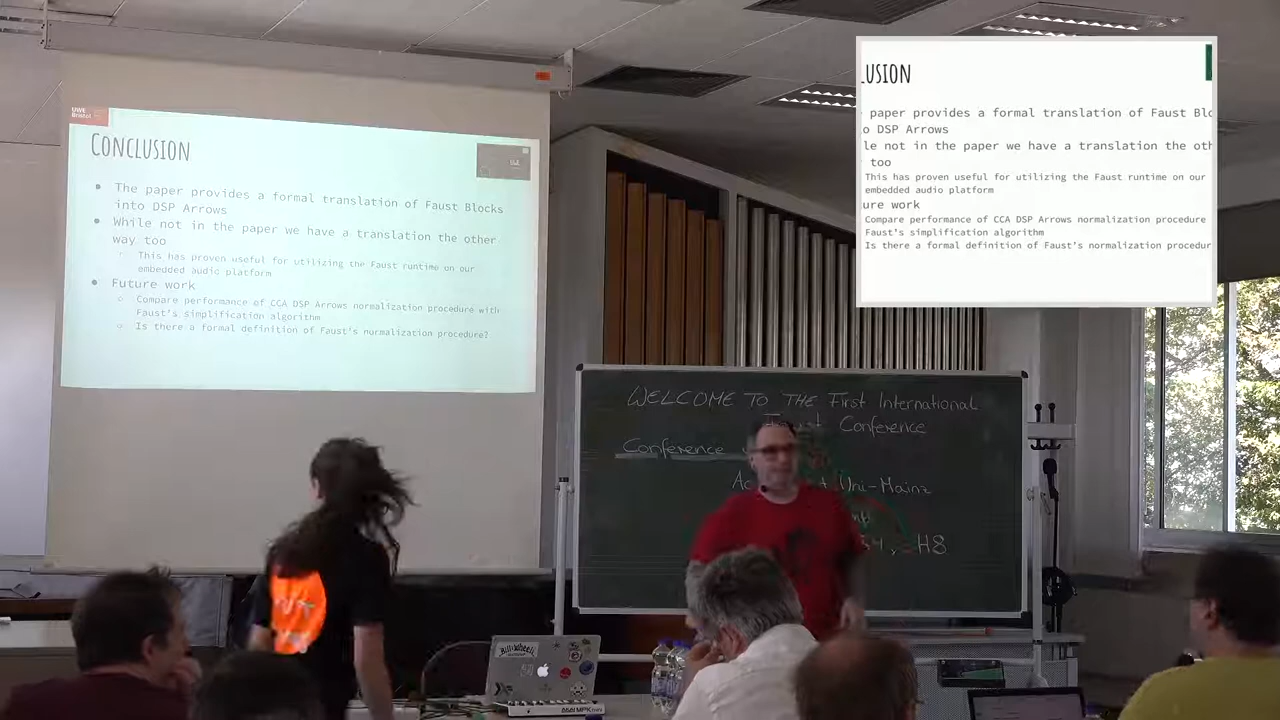 UWE
Bristol
CONCLUSION
The paper provides a formal translation of Faust Blocks
into DSP Arrows
While not in the paper we have a translation the other
way too
This has proven useful for utilizing the Faust runtime on our
embedded audio platform
Future work
Compare performance of CCA DSP Arrows normalization procedure with
Faust's simplification algorithm
Is there a formal definition of Faust's normalization procedure?
LUSION
paper provides a formal translation of Faust Blo
o DSP Arrows
le not in the paper we have a translation the oth
too
This has proven useful for utilizing the Faust runtime on our
embedded audio platform
ure work
Compare performance of CCA DSP Arrows normalization procedure
Faust's simplification algorithm
Is there a formal definition of Faust's normalization procedur
WELCOME TO THE First International
Conference
Conference
Uni-Mainz
H8